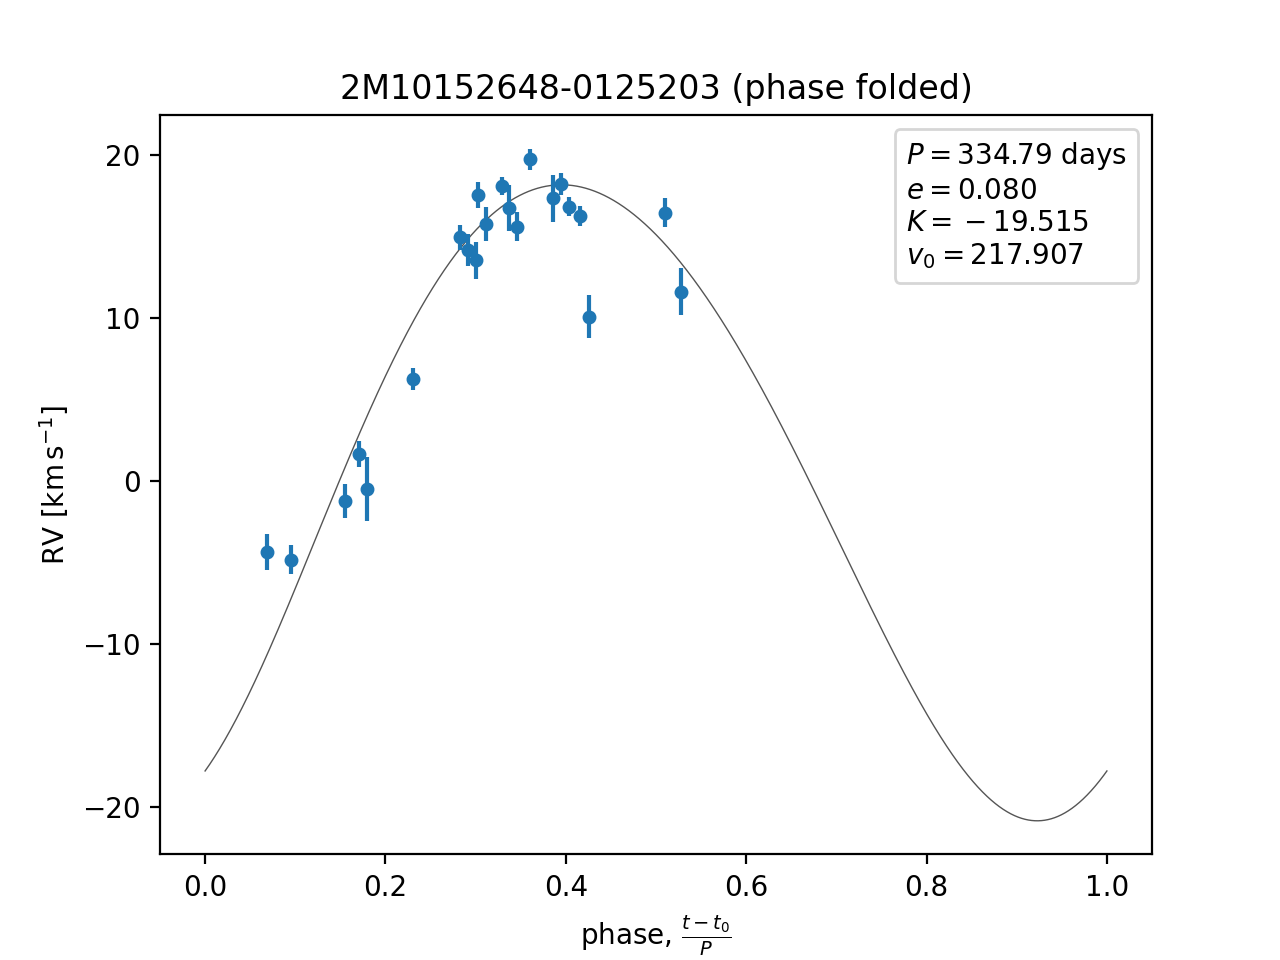 2M10152648-0125203 (phase folded)
P = 334.79 days
e = 0.080
K = −19.515
v₀ = 217.907
RV [km s⁻¹]
20
10
0
−10
−20
0.0 0.2 0.4 0.6 0.8 1.0
phase, (t − t₀)/P